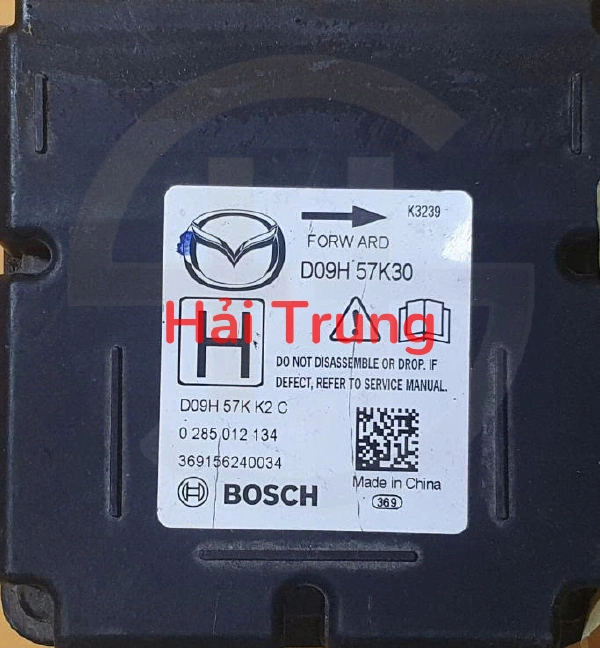 K3239
FORWARD
D09H 57K30
Hải Trung
H
DO NOT DISASSEMBLE OR DROP. IF
DEFECT, REFER TO SERVICE MANUAL.
D09H 57K K2 C
0 285 012 134
369156240034
Made in China
BOSCH
369